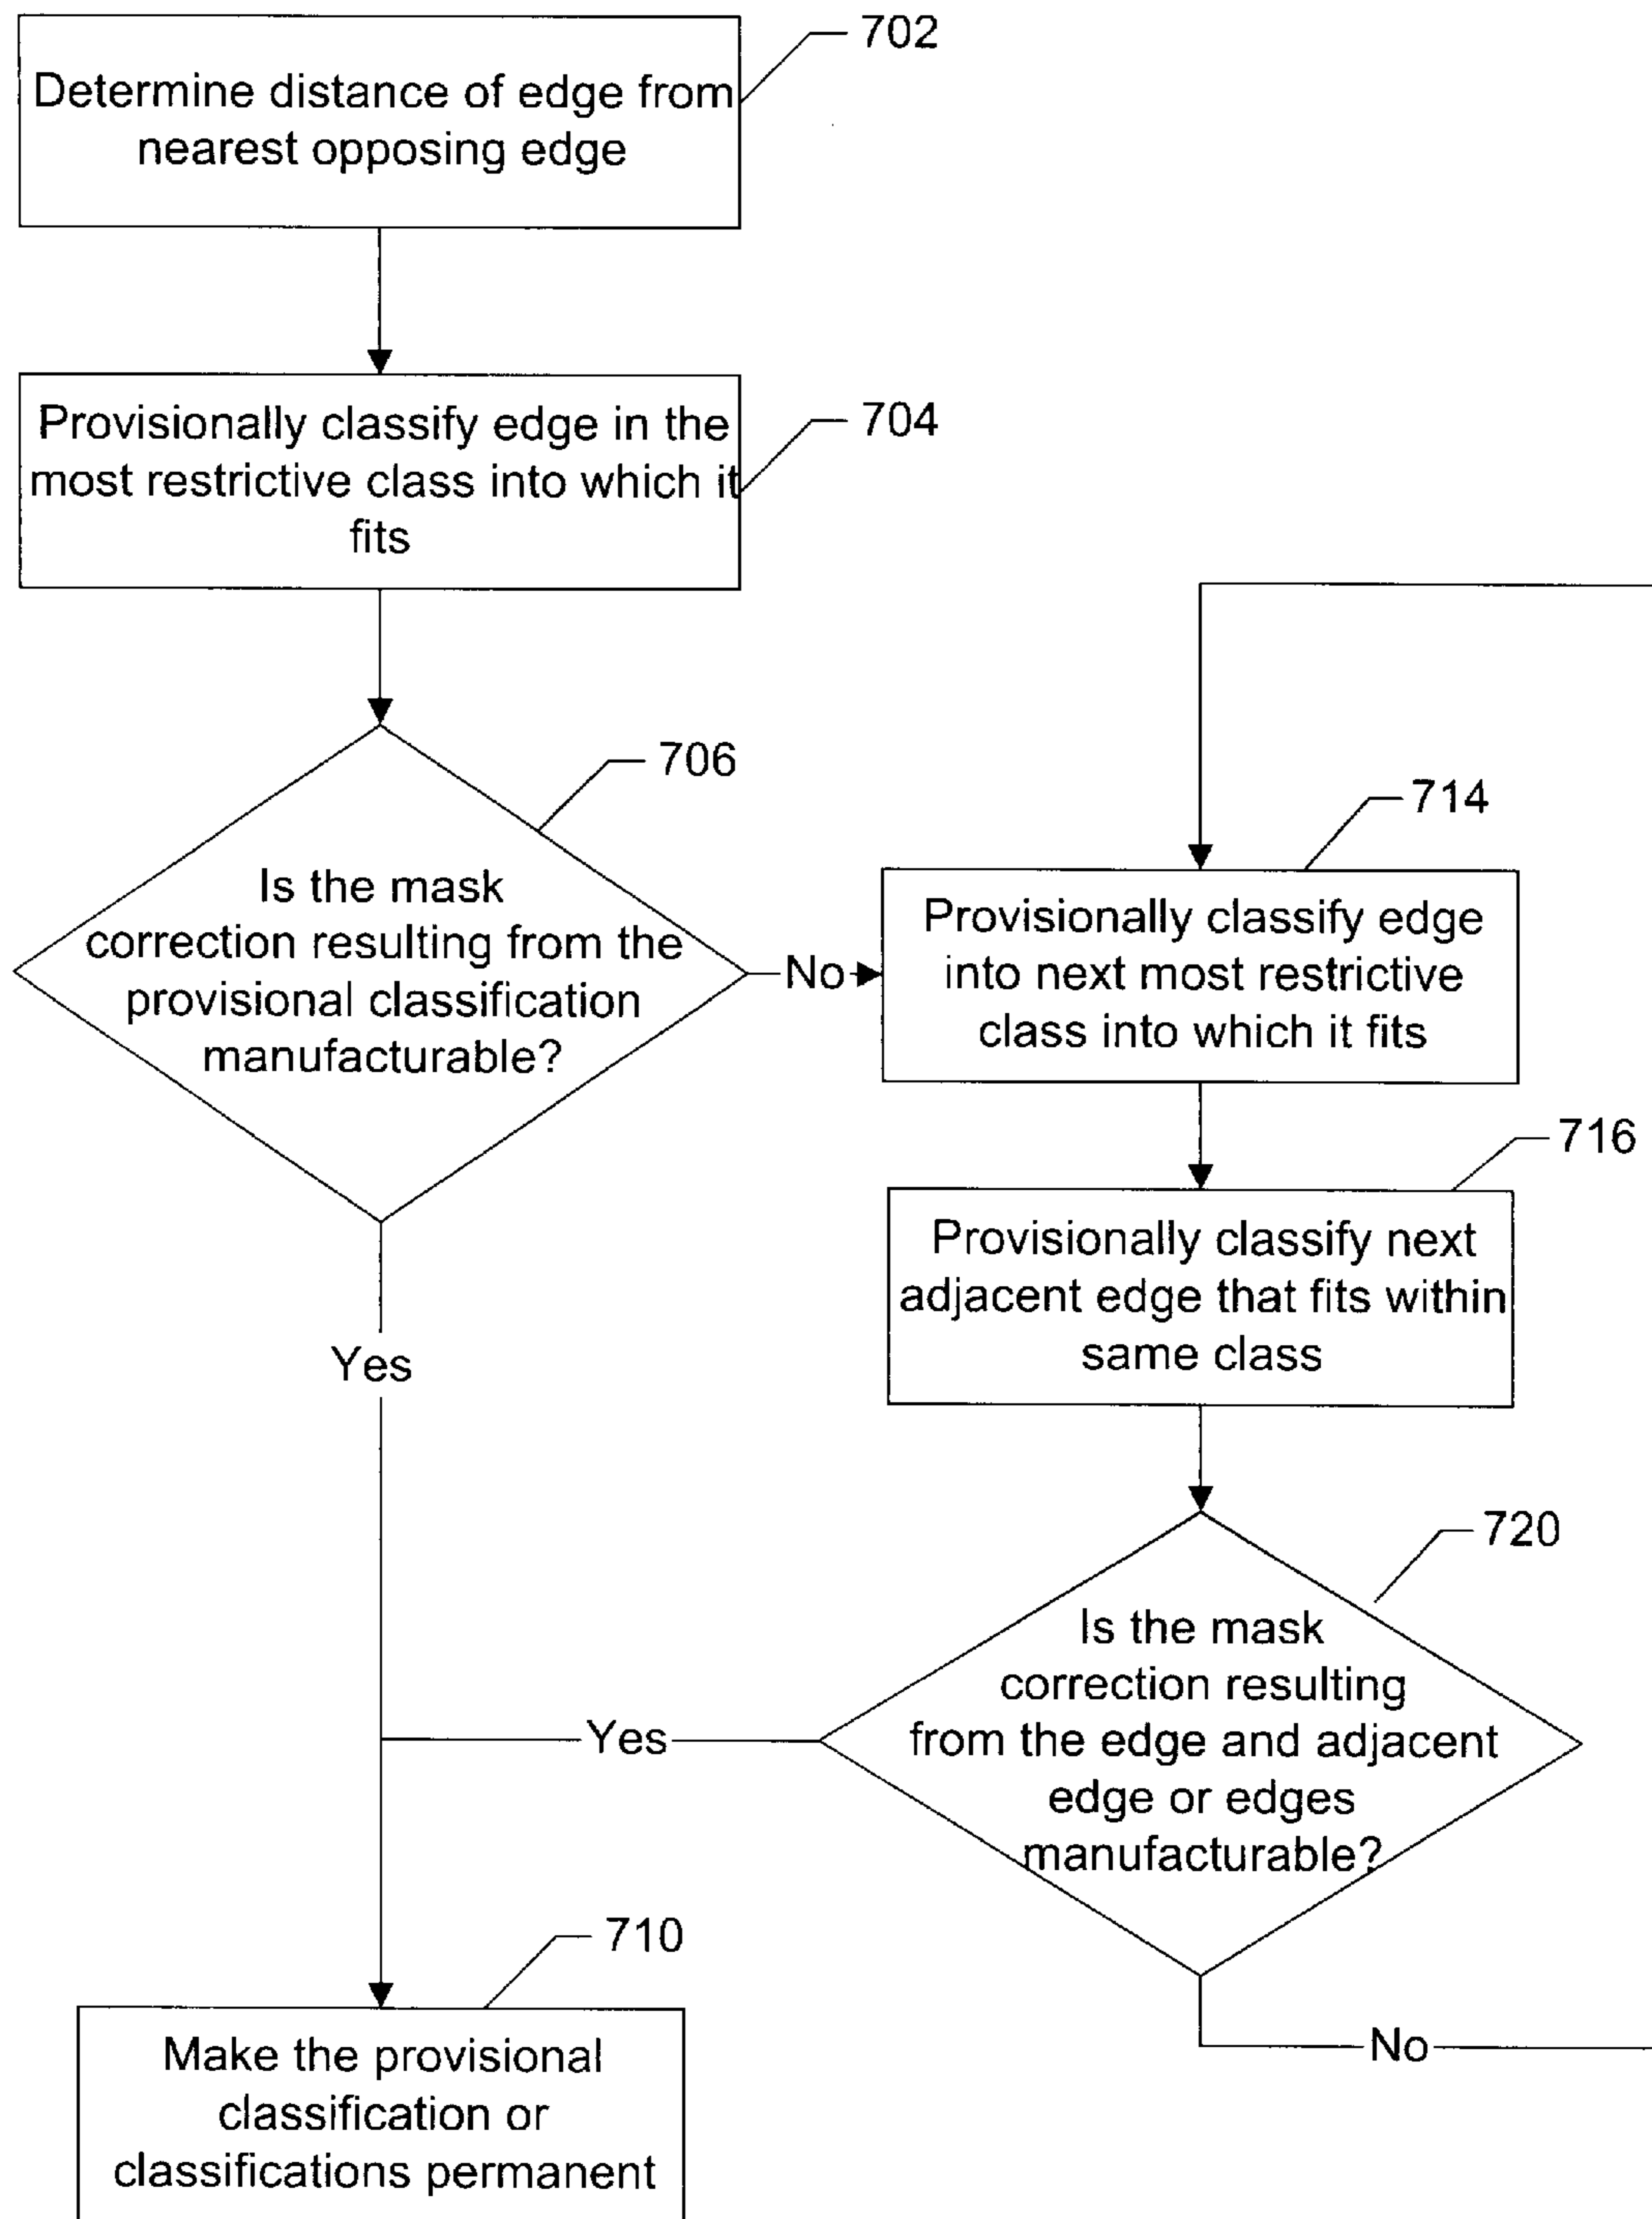 702
Determine distance of edge from
nearest opposing edge
704
Provisionally classify edge in the
most restrictive class into which it
fits
706
Is the mask
correction resulting from the
provisional classification
manufacturable?
No
Yes
714
Provisionally classify edge
into next most restrictive
class into which it fits
716
Provisionally classify next
adjacent edge that fits within
same class
720
Is the mask
correction resulting
from the edge and adjacent
edge or edges
manufacturable?
Yes
No
710
Make the provisional
classification or
classifications permanent